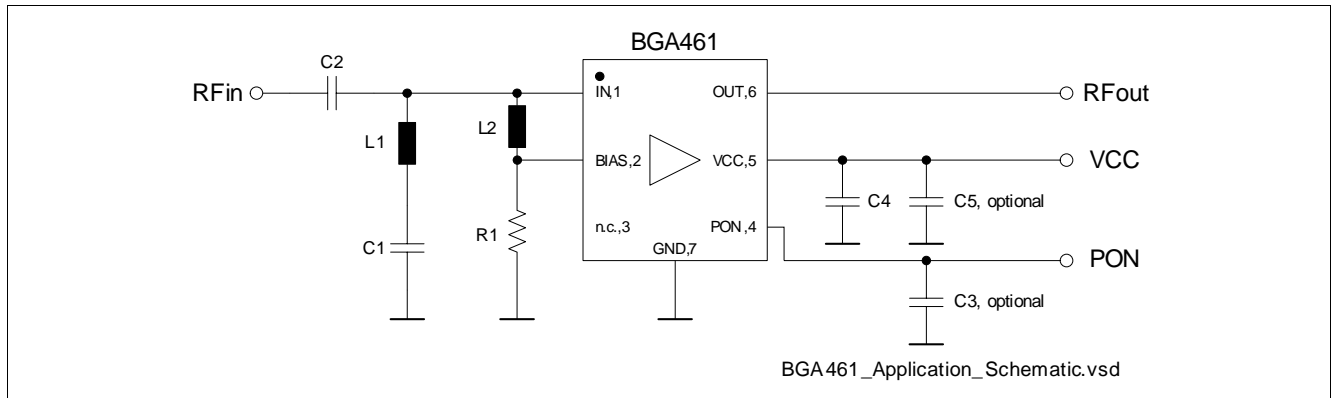 BGA461
C2
RFin
IN,1
OUT,6
RFout
L1
L2
BIAS,2
VCC,5
VCC
C4
C5, optional
C1
R1
n.c.,3
PON,4
GND,7
PON
C3, optional
BGA461_Application_Schematic.vsd